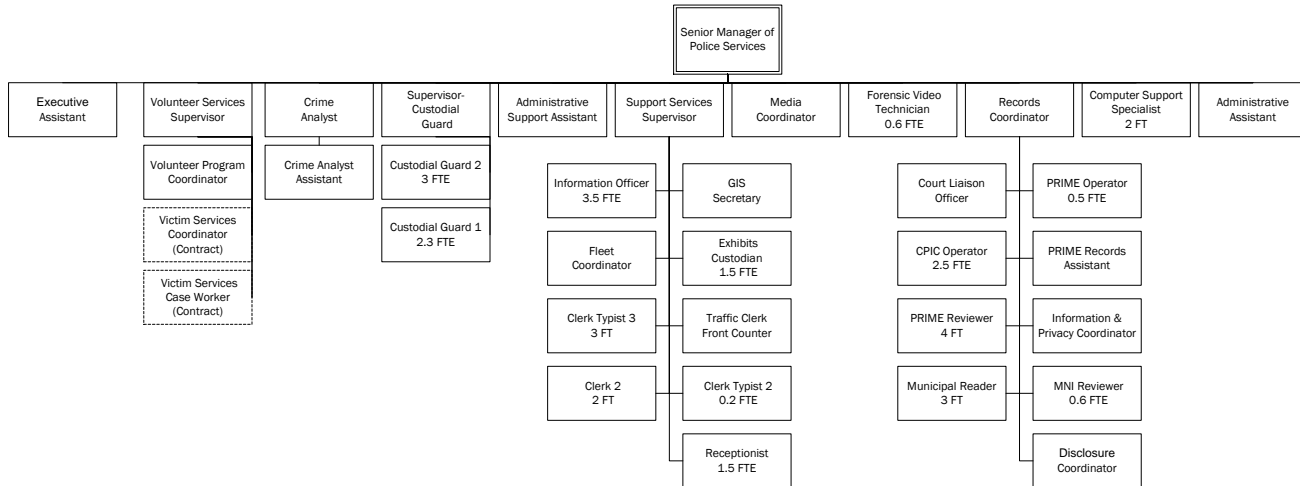 Senior Manager of
Police Services
Executive
Assistant
Volunteer Services
Supervisor
Crime
Analyst
Supervisor-
Custodial
Guard
Administrative
Support Assistant
Support Services
Supervisor
Media
Coordinator
Forensic Video
Technician
0.6 FTE
Records
Coordinator
Computer Support
Specialist
2 FT
Administrative
Assistant
Volunteer Program
Coordinator
Victim Services
Coordinator
(Contract)
Victim Services
Case Worker
(Contract)
Crime Analyst
Assistant
Custodial Guard 2
3 FTE
Custodial Guard 1
2.3 FTE
Information Officer
3.5 FTE
GIS
Secretary
Fleet
Coordinator
Exhibits
Custodian
1.5 FTE
Clerk Typist 3
3 FT
Traffic Clerk
Front Counter
Clerk 2
2 FT
Clerk Typist 2
0.2 FTE
Receptionist
1.5 FTE
Court Liaison
Officer
PRIME Operator
0.5 FTE
CPIC Operator
2.5 FTE
PRIME Records
Assistant
PRIME Reviewer
4 FT
Information &
Privacy Coordinator
Municipal Reader
3 FT
MNI Reviewer
0.6 FTE
Disclosure
Coordinator